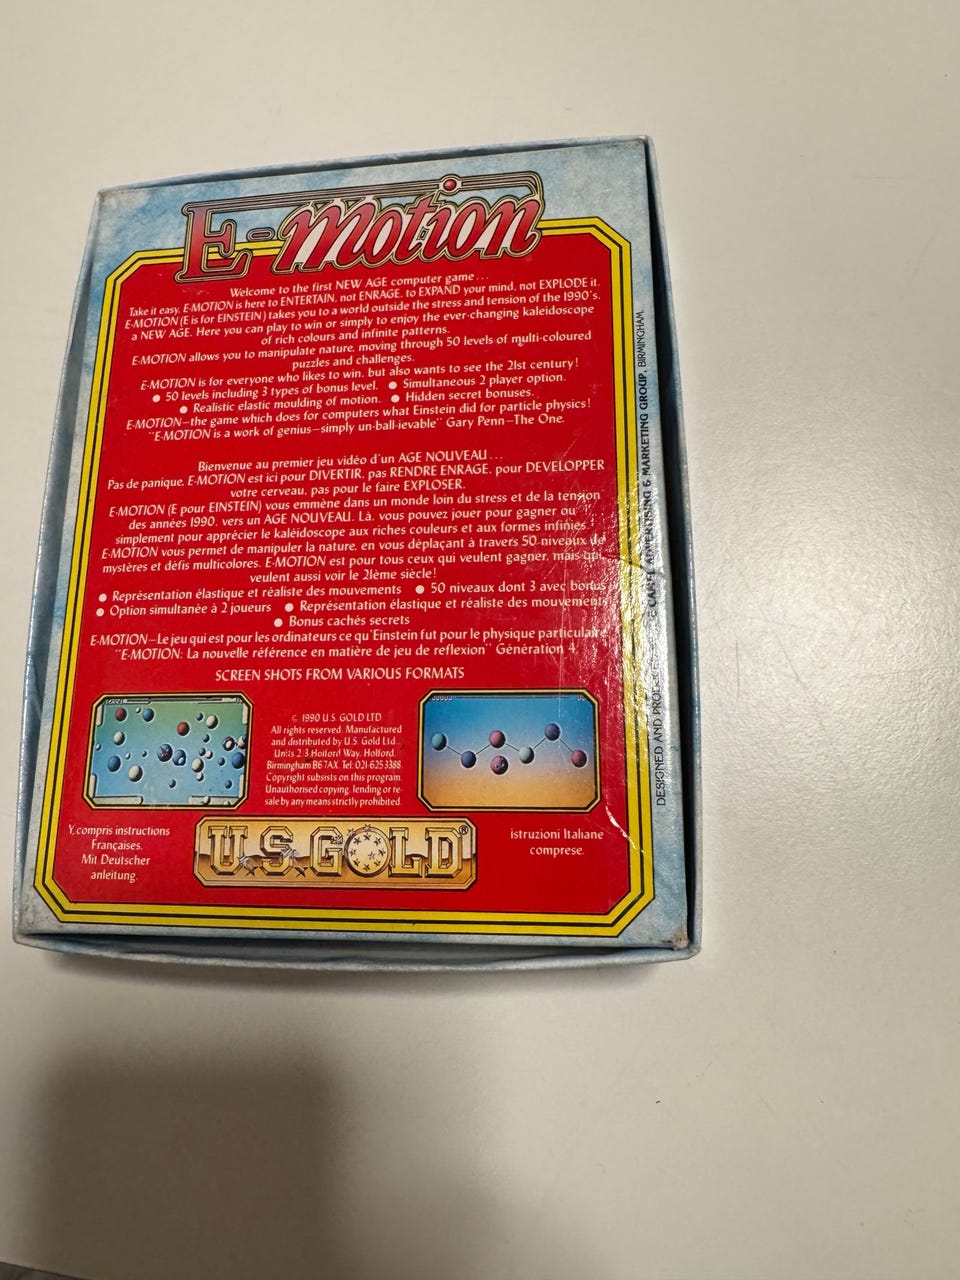 E-Motion
Welcome to the first NEW AGE computer game...
Take it easy. E-MOTION is here to ENTERTAIN, not ENRAGE, to EXPAND your mind, not EXPLODE it.
E-MOTION (E is for EINSTEIN) takes you to a world outside the stress and tension of the 1990's,
a NEW AGE. Here you can play to win or simply to enjoy the ever-changing kaleidoscope
of rich colours and infinite patterns.
E-MOTION allows you to manipulate nature, moving through 50 levels of multi-coloured
puzzles and challenges.
E-MOTION is for everyone who likes to win, but also wants to see the 21st century!
● 50 levels including 3 types of bonus level. ● Simultaneous 2 player option.
● Realistic elastic moulding of motion. ● Hidden secret bonuses.
E-MOTION—the game which does for computers what Einstein did for particle physics!
"E-MOTION is a work of genius—simply un-ball-ievable" Gary Penn—The One.
Bienvenue au premier jeu vidéo d'un AGE NOUVEAU...
Pas de panique, E-MOTION est ici pour DIVERTIR, pas RENDRE ENRAGE, pour DEVELOPPER
votre cerveau, pas pour le faire EXPLOSER.
E-MOTION (E pour EINSTEIN) vous emmène dans un monde loin du stress et de la tension
des années 1990, vers un AGE NOUVEAU. Là, vous pouvez jouer pour gagner ou
simplement pour apprécier le kaléidoscope aux riches couleurs et aux formes infinies.
E-MOTION vous permet de manipuler la nature, en vous déplaçant à travers 50 niveaux de
mystères et défis multicolores. E-MOTION est pour tous ceux qui veulent gagner, mais qui
veulent aussi voir le 21ème siècle!
● Représentation élastique et réaliste des mouvements ● 50 niveaux dont 3 avec bonus
● Option simultanée à 2 joueurs ● Représentation élastique et réaliste des mouvements
● Bonus cachés secrets
E-MOTION—Le jeu qui est pour les ordinateurs ce qu'Einstein fut pour le physique particulaire
"E-MOTION: La nouvelle référence en matière de jeu de reflexion" Génération 4.
SCREEN SHOTS FROM VARIOUS FORMATS
© 1990 U.S. GOLD LTD
All rights reserved. Manufactured
and distributed by U.S. Gold Ltd.
Units 2/3 Holford Way, Holford,
Birmingham B6 7AX. Tel: 021-625 3388.
Copyright subsists on this program.
Unauthorised copying, lending or re-
sale by any means strictly prohibited.
Y compris instructions
Françaises.
Mit Deutscher
anleitung.
U.S. GOLD®
istruzioni Italiane
comprese.
DESIGNED AND ADVERTISING & MARKETING GROUP, BIRMINGHAM.